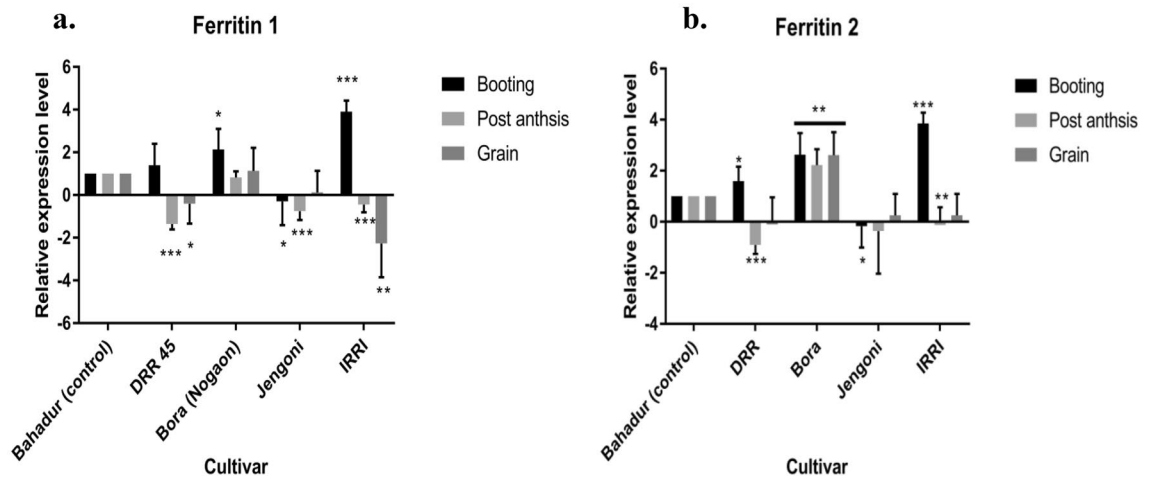 a.
Ferritin 1
Relative expression level
6
4
2
0
-2
-4
-6
*
***
***
*
*
***
***
**
Booting
Post anthsis
Grain
Bahadur (control)
DRR 45
Bora (Nogaon)
Jengoni
IRRI
Cultivar
b.
Ferritin 2
Relative expression level
6
4
2
0
-2
-4
*
**
***
**
***
*
Booting
Post anthsis
Grain
Bahadur (control)
DRR
Bora
Jengoni
IRRI
Cultivar